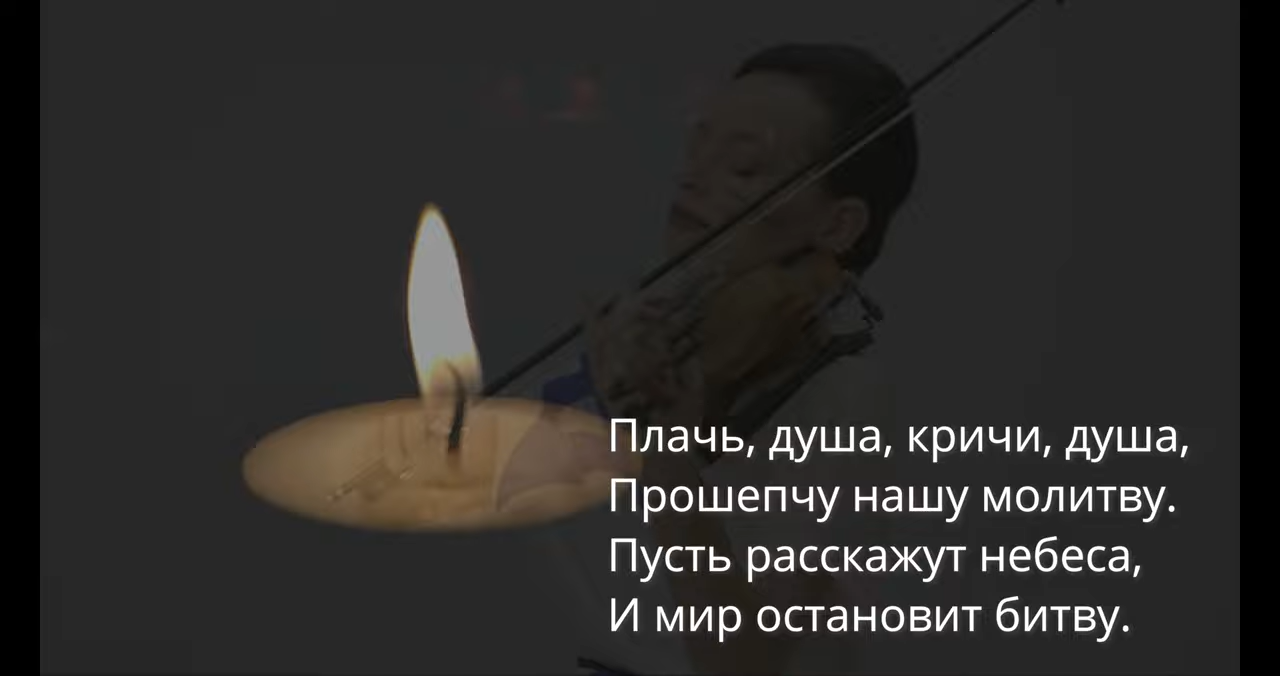 Плачь, душа, кричи, душа,
Прошепчу нашу молитву.
Пусть расскажут небеса,
И мир остановит битву.